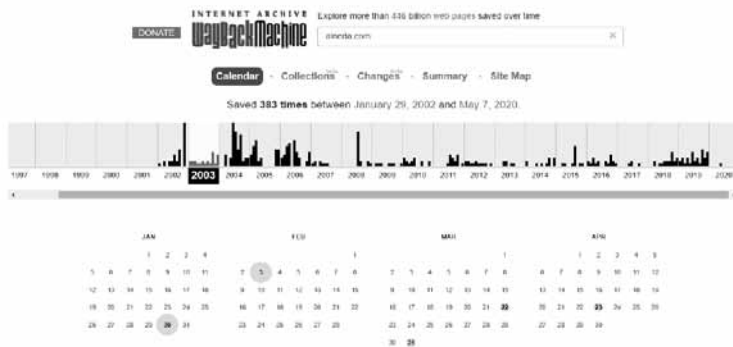 INTERNET ARCHIVE
WayBackMachine
DONATE
Explore more than 446 billion web pages saved over time
alneda.com ×
Calendar · Collections beta · Changes beta · Summary · Site Map
Saved 383 times between January 29, 2002 and May 7, 2020.
1997 1998 1999 2000 2001 2002 2003 2004 2005 2006 2007 2008 2009 2010 2011 2012 2013 2014 2015 2016 2017 2018 2019 2020
JAN FEB MAR APR
1 2 3 4 1 1 1 2 3 4 5
5 6 7 8 9 10 11 2 3 4 5 6 7 8 2 3 4 5 6 7 8 6 7 8 9 10 11 12
12 13 14 15 16 17 18 9 10 11 12 13 14 15 9 10 11 12 13 14 15 13 14 15 16 17 18 19
19 20 21 22 23 24 25 16 17 18 19 20 21 22 16 17 18 19 20 21 22 20 21 22 23 24 25 26
26 27 28 29 30 31 23 24 25 26 27 28 23 24 25 26 27 28 29 27 28 29 30
30 31